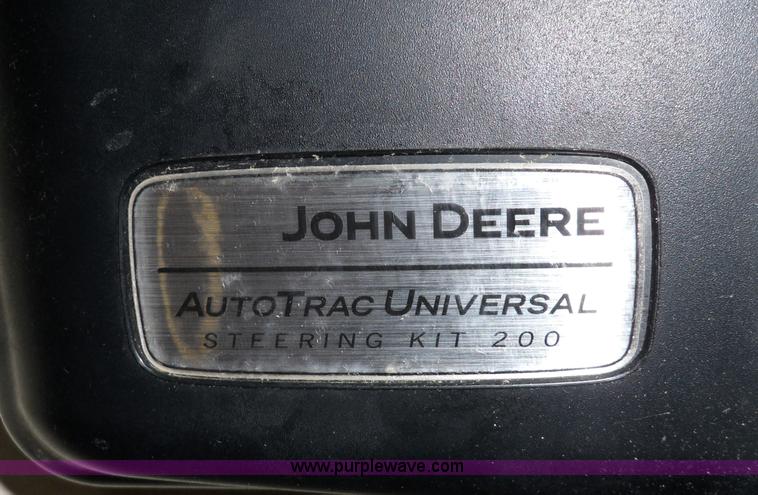 JOHN DEERE
AUTOTRAC UNIVERSAL
STEERING KIT 200
www.purplewave.com